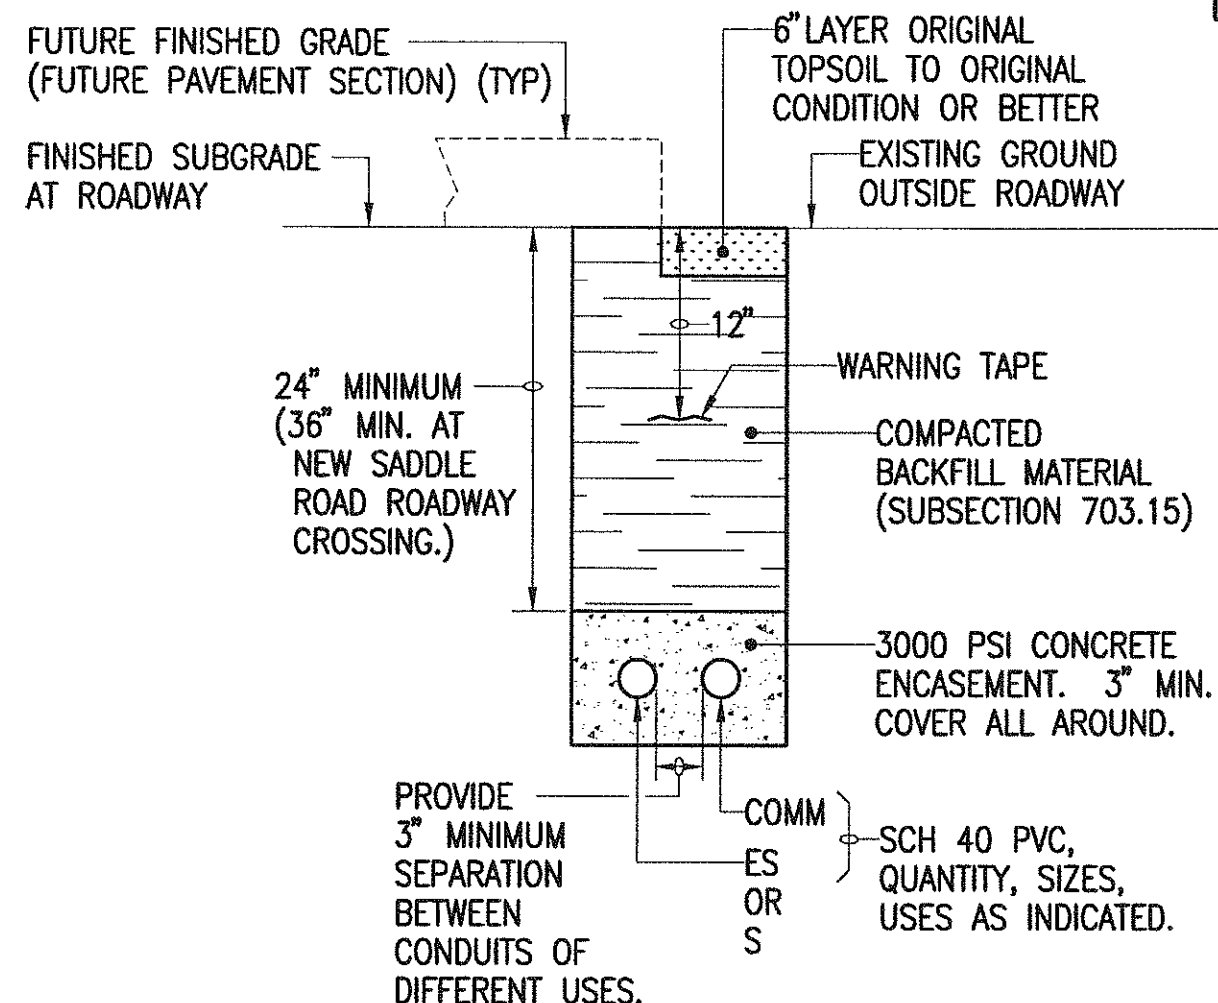 FUTURE FINISHED GRADE
(FUTURE PAVEMENT SECTION) (TYP)
6" LAYER ORIGINAL
TOPSOIL TO ORIGINAL
CONDITION OR BETTER
FINISHED SUBGRADE
AT ROADWAY
EXISTING GROUND
OUTSIDE ROADWAY
12"
WARNING TAPE
24" MINIMUM
(36" MIN. AT
NEW SADDLE
ROAD ROADWAY
CROSSING.)
COMPACTED
BACKFILL MATERIAL
(SUBSECTION 703.15)
3000 PSI CONCRETE
ENCASEMENT. 3" MIN.
COVER ALL AROUND.
PROVIDE
3" MINIMUM
SEPARATION
BETWEEN
CONDUITS OF
DIFFERENT USES.
COMM
ES
OR
S
SCH 40 PVC,
QUANTITY, SIZES,
USES AS INDICATED.